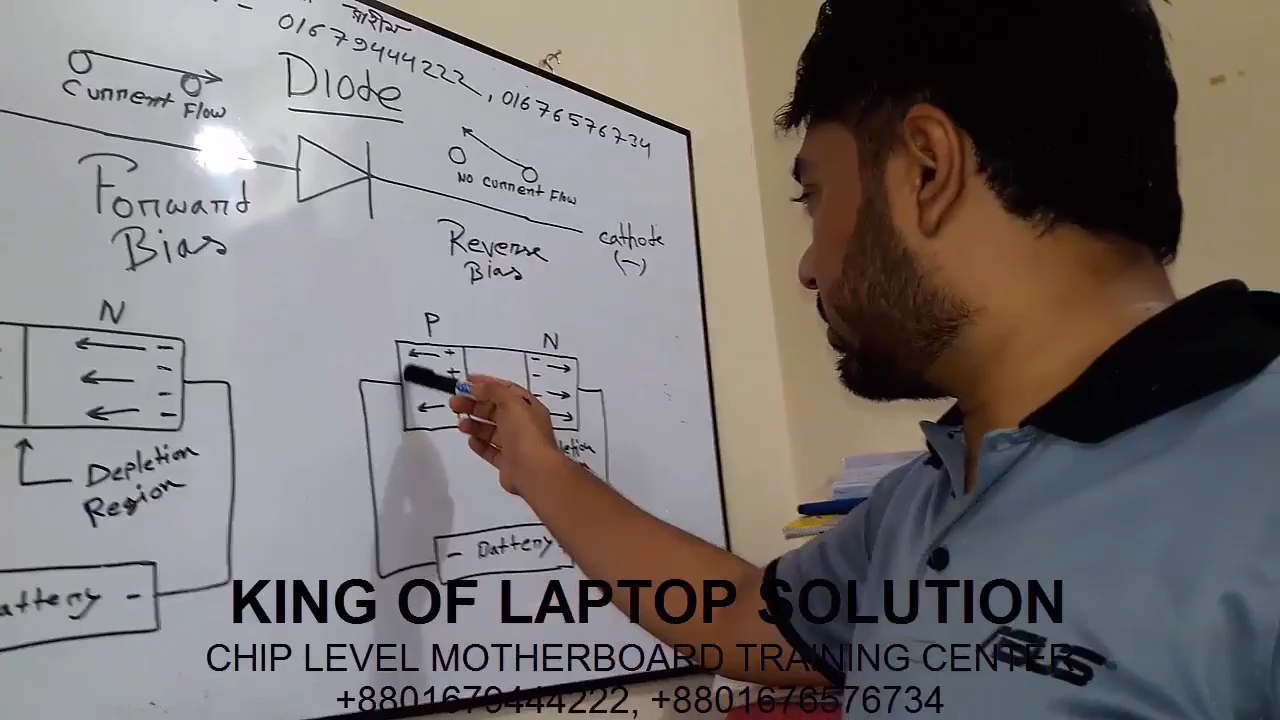 शाहीम
01679444222, 01676576734
Diode
Current Flow
No current Flow
Forward
Bias
Reverse
Bias
cathode
(-)
N
P
N
Depletion
Region
Battery -
- Battery
KING OF LAPTOP SOLUTION
CHIP LEVEL MOTHERBOARD TRAINING CENTER
+8801679444222, +8801676576734